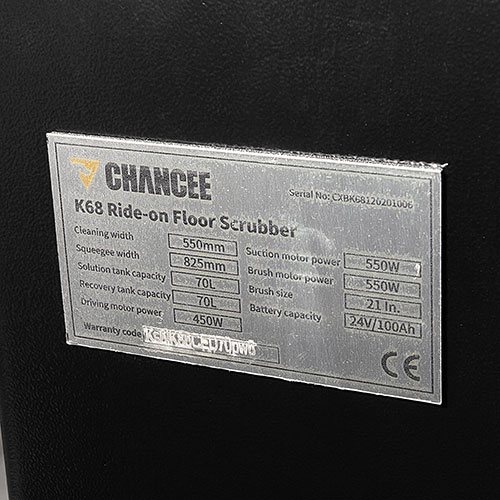 CHANCEE
Serial No: CXBK68120201006
K68 Ride-on Floor Scrubber
Cleaning width 550mm
Squeegee width 825mm
Solution tank capacity 70L
Recovery tank capacity 70L
Driving motor power 450W
Suction motor power 550W
Brush motor power 550W
Brush size 21 In.
Battery capacity 24V/100Ah
Warranty code
CE